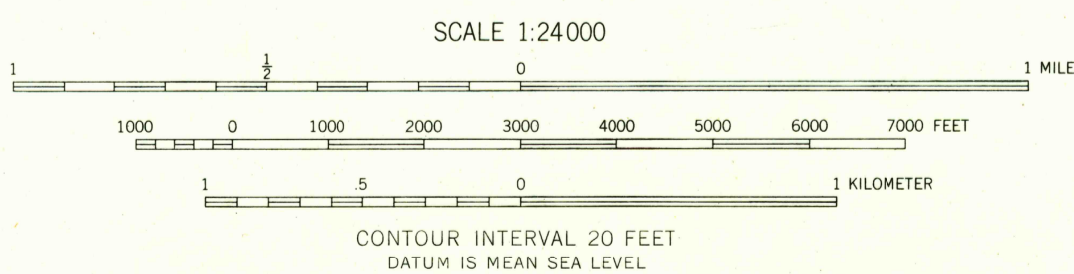 SCALE 1:24000
1 1/2 0 1 MILE
1000 0 1000 2000 3000 4000 5000 6000 7000 FEET
1 .5 0 1 KILOMETER
CONTOUR INTERVAL 20 FEET
DATUM IS MEAN SEA LEVEL